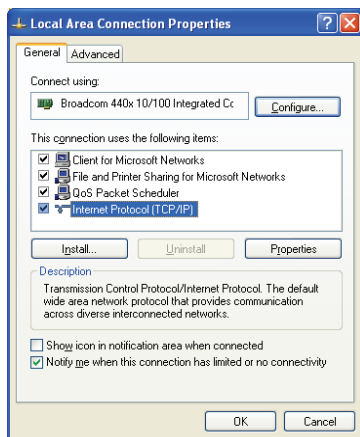 Local Area Connection Properties
General Advanced
Connect using:
Broadcom 440x 10/100 Integrated Cc
Configure...
This connection uses the following items:
Client for Microsoft Networks
File and Printer Sharing for Microsoft Networks
QoS Packet Scheduler
Internet Protocol (TCP/IP)
Install... Uninstall Properties
Description
Transmission Control Protocol/Internet Protocol. The default
wide area network protocol that provides communication
across diverse interconnected networks.
Show icon in notification area when connected
Notify me when this connection has limited or no connectivity
OK Cancel